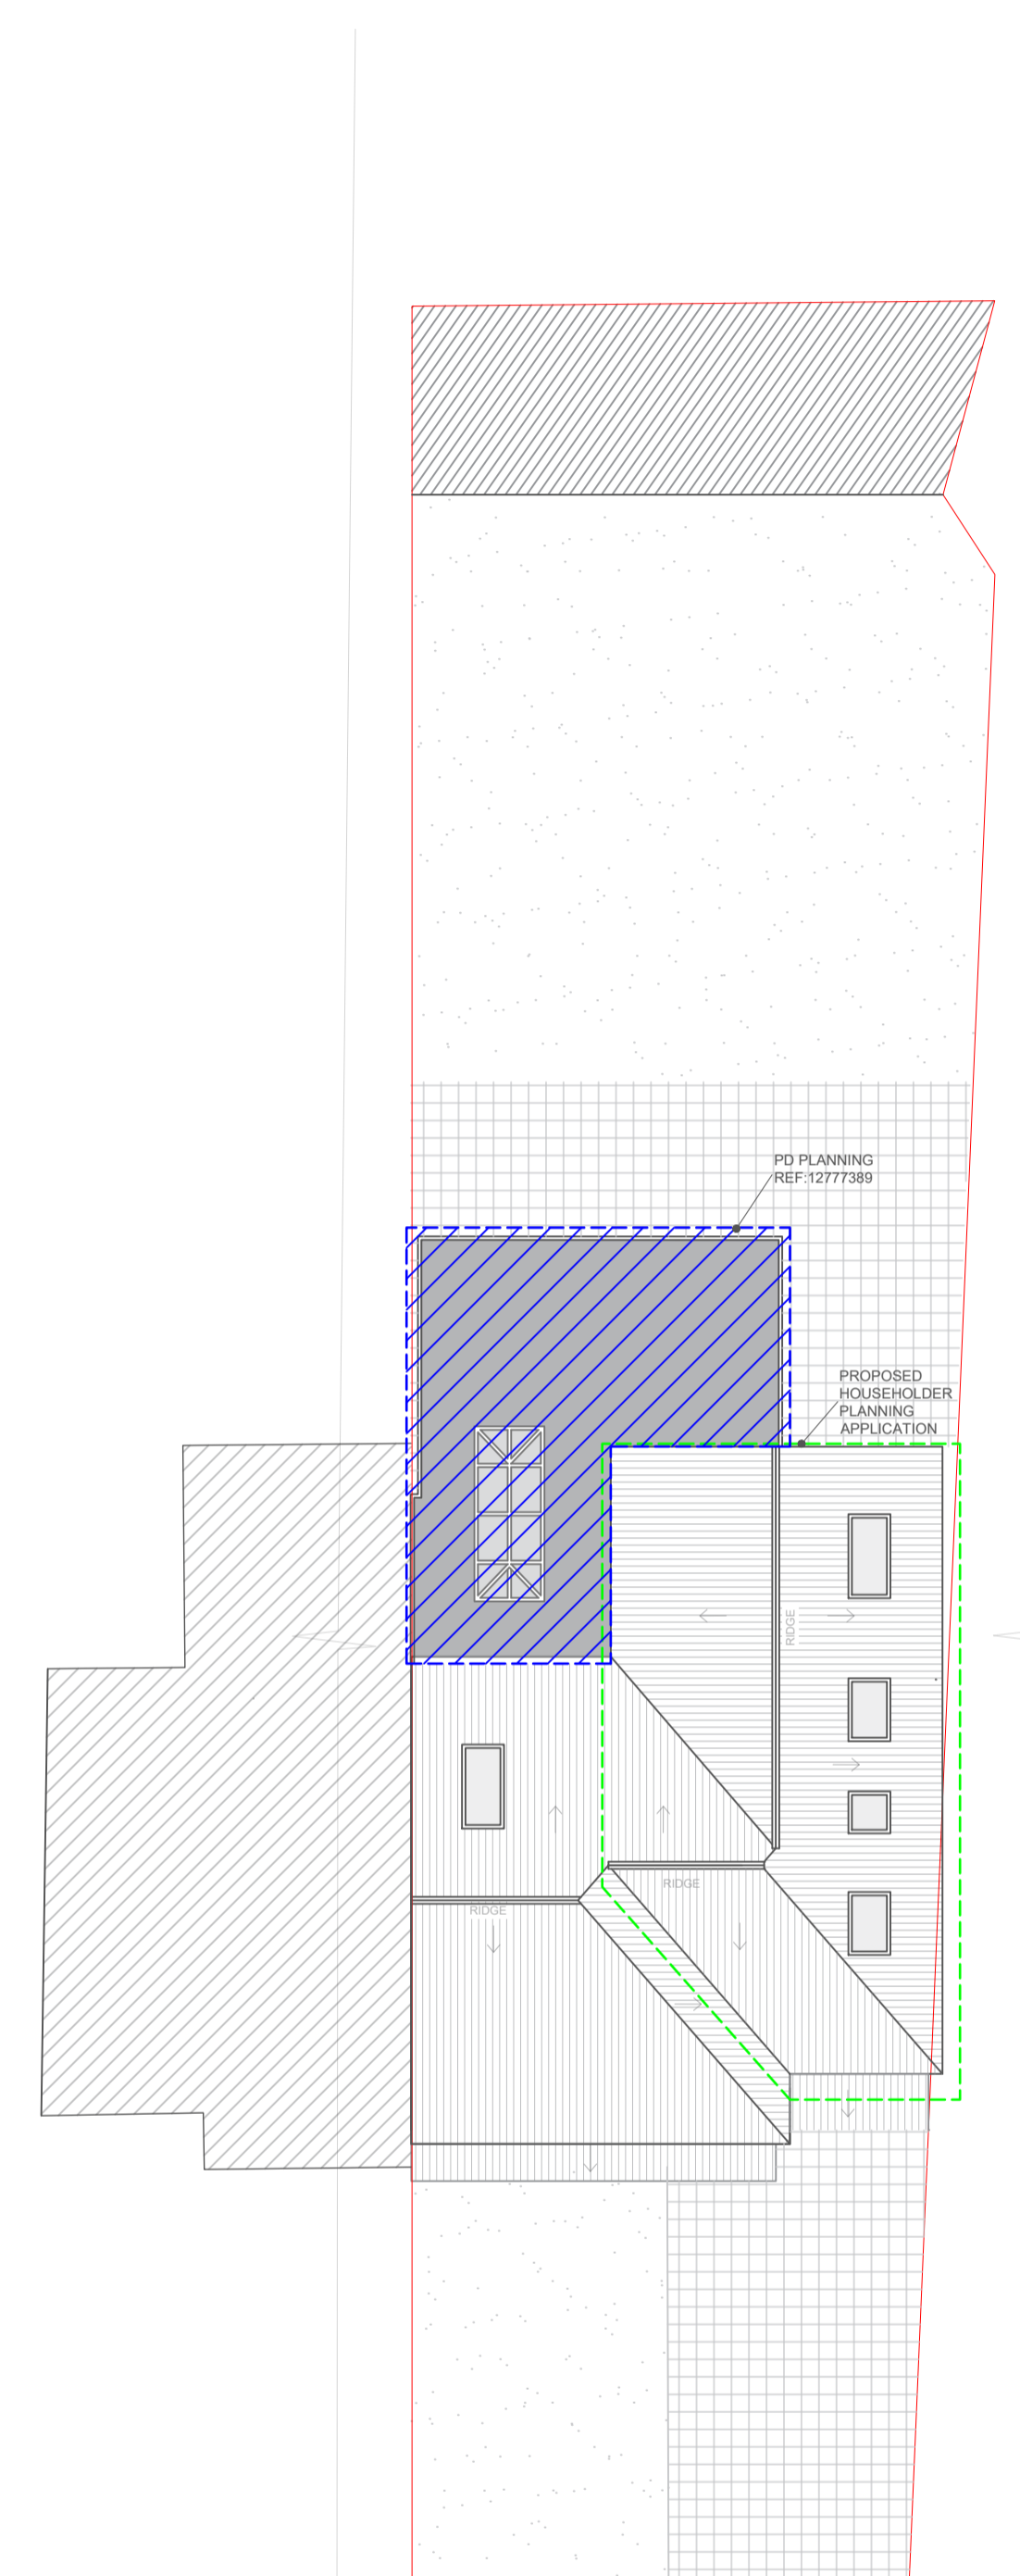 PD PLANNING
REF:12777389
PROPOSED
HOUSEHOLDER
PLANNING
APPLICATION
RIDGE
RIDGE
RIDGE